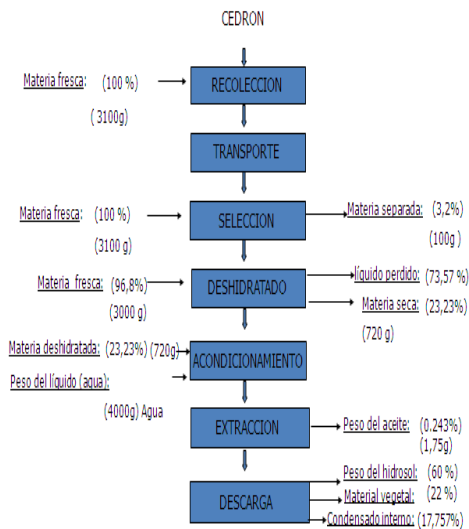 CEDRON
Materia fresca: (100 %)
( 3100g)
RECOLECCION
TRANSPORTE
Materia fresca: (100 %)
(3100 g)
SELECCION
Materia separada: (3,2%)
(100g )
Materia fresca: (96,8%)
(3000 g)
DESHIDRATADO
líquido perdido: (73,57 %)
Materia seca: (23,23%)
(720 g)
Materia deshidratada: (23,23%) (720g)
Peso del líquido (agua):
(4000g) Agua
ACONDICIONAMIENTO
EXTRACCION
Peso del aceite: (0.243%)
(1,75g)
DESCARGA
Peso del hidrosol: (60 %)
Material vegetal: (22 %)
Condensado interno: (17,757%)